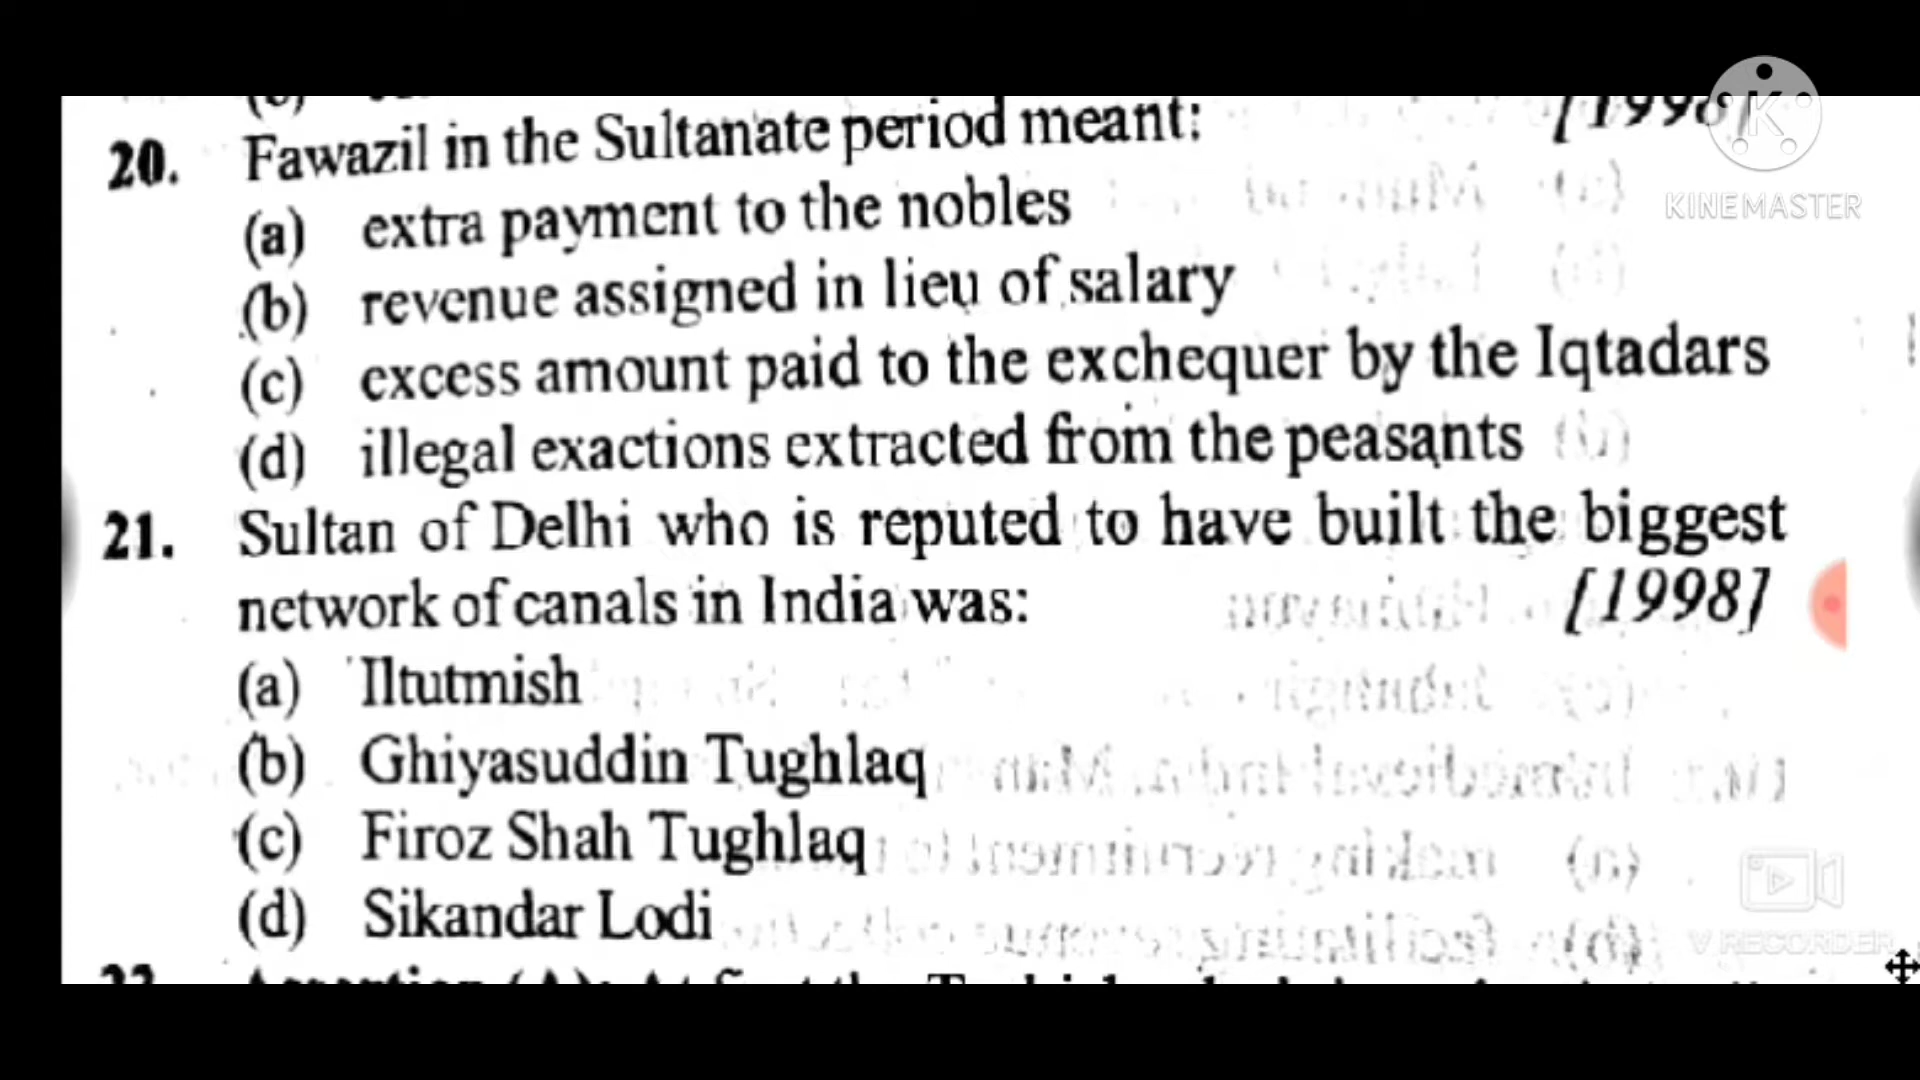 [1998]
20. Fawazil in the Sultanate period meant:
KINEMASTER
(a) extra payment to the nobles
(b) revenue assigned in lieu of salary
(c) excess amount paid to the exchequer by the Iqtadars
(d) illegal exactions extracted from the peasants
21. Sultan of Delhi who is reputed to have built the biggest
network of canals in India was: [1998]
(a) Iltutmish
(b) Ghiyasuddin Tughlaq
(c) Firoz Shah Tughlaq
(d) Sikandar Lodi
V RECORDER